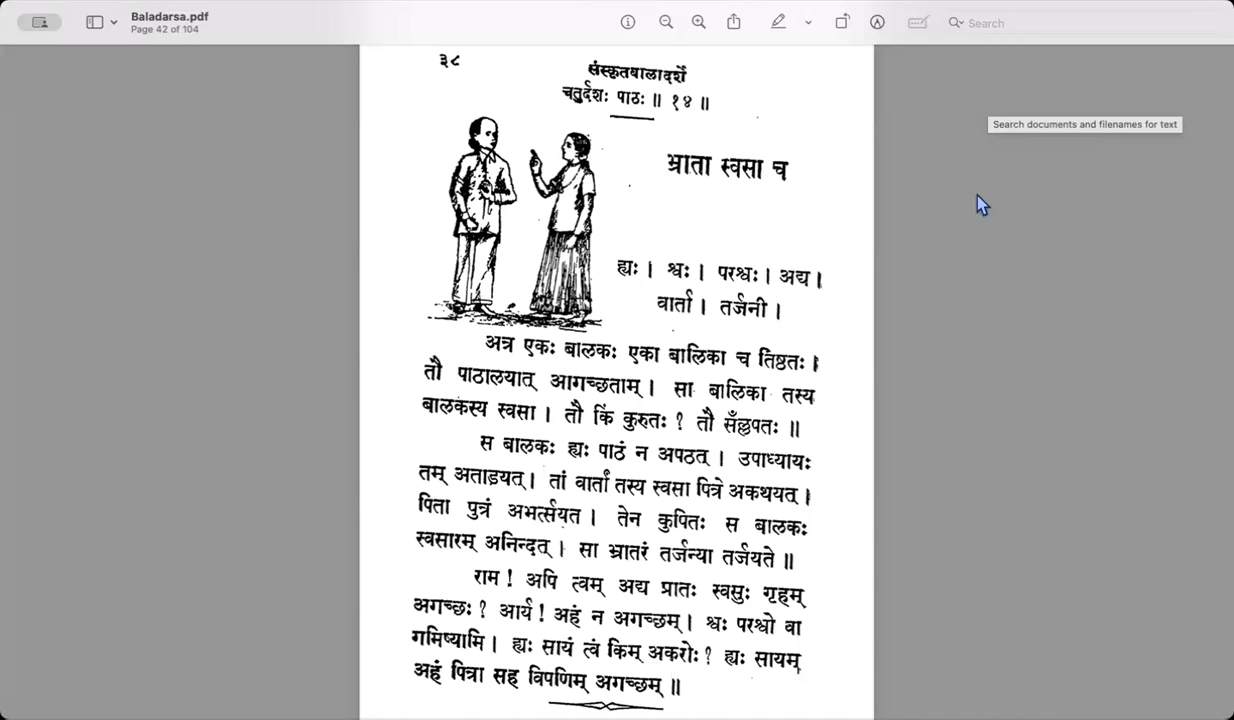 Baladarsa.pdf
Page 42 of 104
Search
Search documents and filenames for text
३८
संस्कृतबालादर्शे
चतुर्दशः पाठः ॥ १४ ॥
भ्राता स्वसा च
ह्यः । श्वः । परश्वः । अद्य ।
वार्ता । तर्जनी ।
अत्र एकः बालकः एका बालिका च तिष्ठतः ।
तौ पाठालयात् आगच्छताम् । सा बालिका तस्य
बालकस्य स्वसा । तौ किं कुरुतः ? तौ सँल्लपतः ॥
स बालकः ह्यः पाठं न अपठत् । उपाध्यायः
तम् अताडयत् । तां वार्तां तस्य स्वसा पित्रे अकथयत् ।
पिता पुत्रं अभर्त्सयत । तेन कुपितः स बालकः
स्वसारम् अनिन्दत् । सा भ्रातरं तर्जन्या तर्जयते ॥
राम ! अपि त्वम् अद्य प्रातः स्वसुः गृहम्
अगच्छः ? आर्य ! अहं न अगच्छम् । श्वः परश्वो वा
गमिष्यामि । ह्यः सायं त्वं किम् अकरोः ? ह्यः सायम्
अहं पित्रा सह विपणिम् अगच्छम् ॥